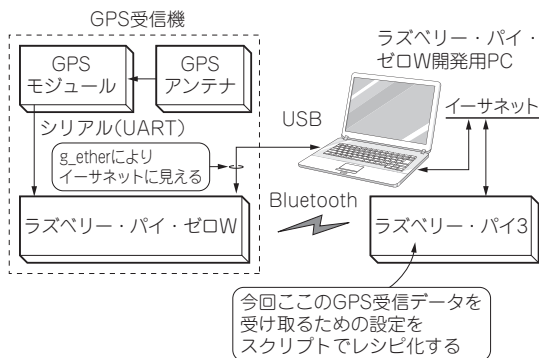 GPS受信機
GPS
モジュール
GPS
アンテナ
シリアル(UART)
g_etherにより
イーサネットに見える
ラズベリー・パイ・ゼロW
USB
Bluetooth
ラズベリー・パイ・
ゼロW開発用PC
イーサネット
ラズベリー・パイ3
今回ここのGPS受信データを
受け取るための設定を
スクリプトでレシピ化する